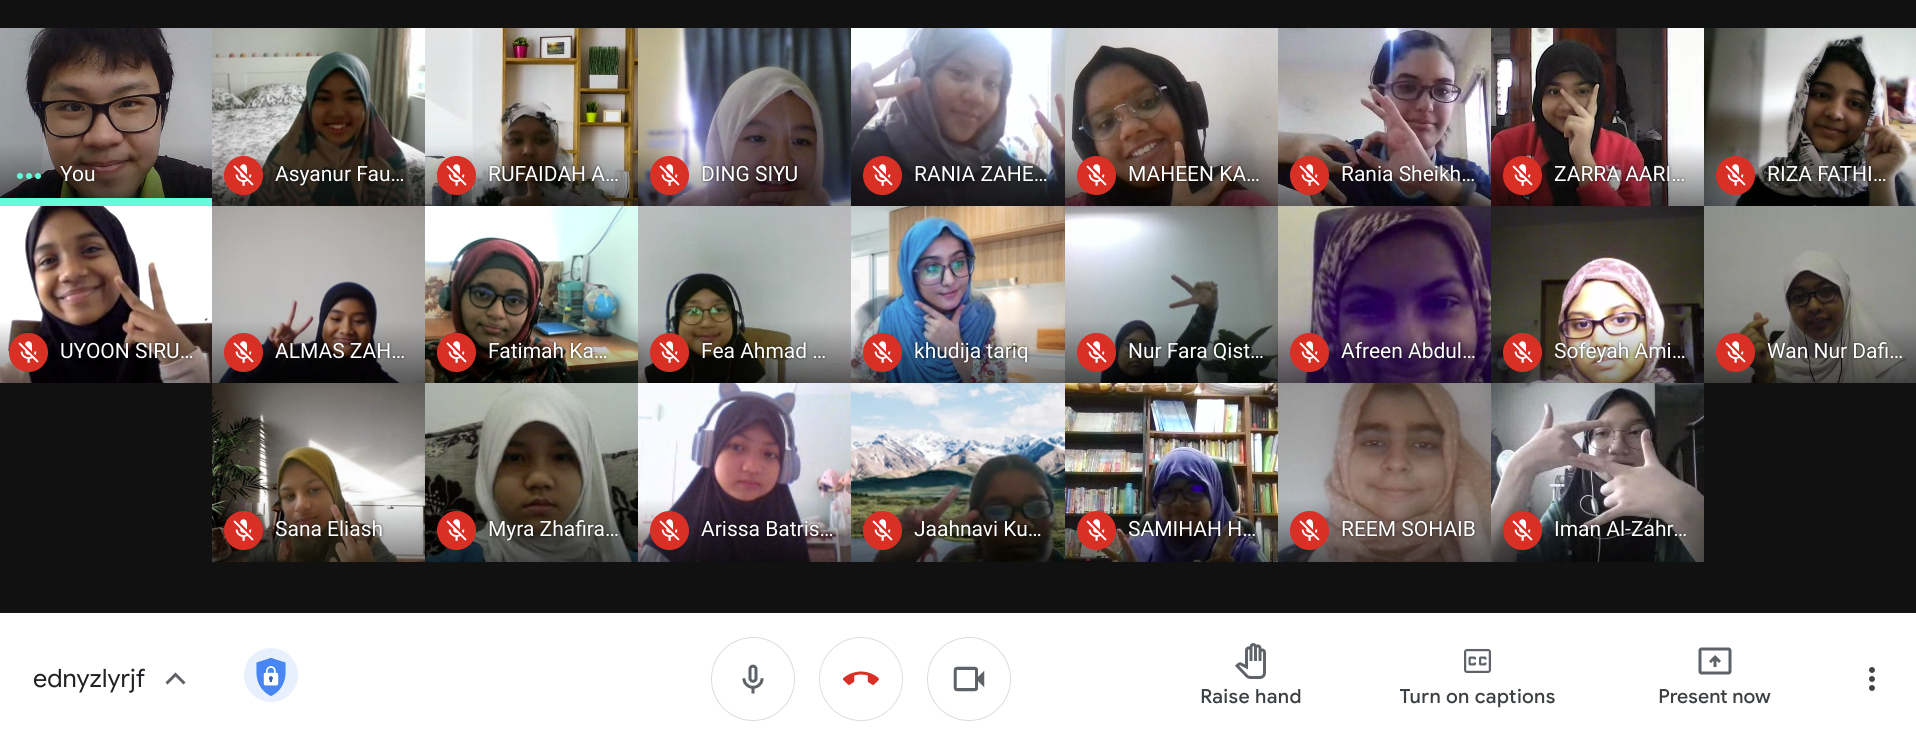 You
Asyanur Fau...
RUFAIDAH A...
DING SIYU
RANIA ZAHE...
MAHEEN KA...
Rania Sheikh...
ZARRA AARI...
RIZA FATHI...
UYOON SIRU...
ALMAS ZAH...
Fatimah Ka...
Fea Ahmad ...
khudija tariq
Nur Fara Qist...
Afreen Abdul...
Sofeyah Ami...
Wan Nur Dafi...
Sana Eliash
Myra Zhafira...
Arissa Batris...
Jaahnavi Ku...
SAMIHAH H...
REEM SOHAIB
Iman Al-Zahr...
ednyzlyrjf
Raise hand
CC
Turn on captions
Present now